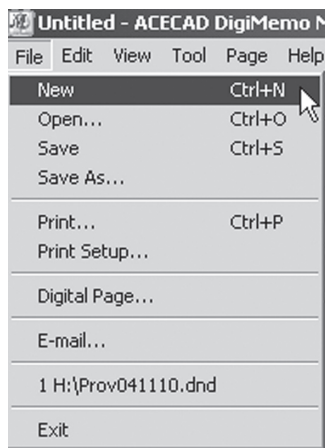 Untitled - ACECAD DigiMemo M
File Edit View Tool Page Help
New Ctrl+N
Open... Ctrl+O
Save Ctrl+S
Save As...
Print... Ctrl+P
Print Setup...
Digital Page...
E-mail...
1 H:\Prov041110.dnd
Exit